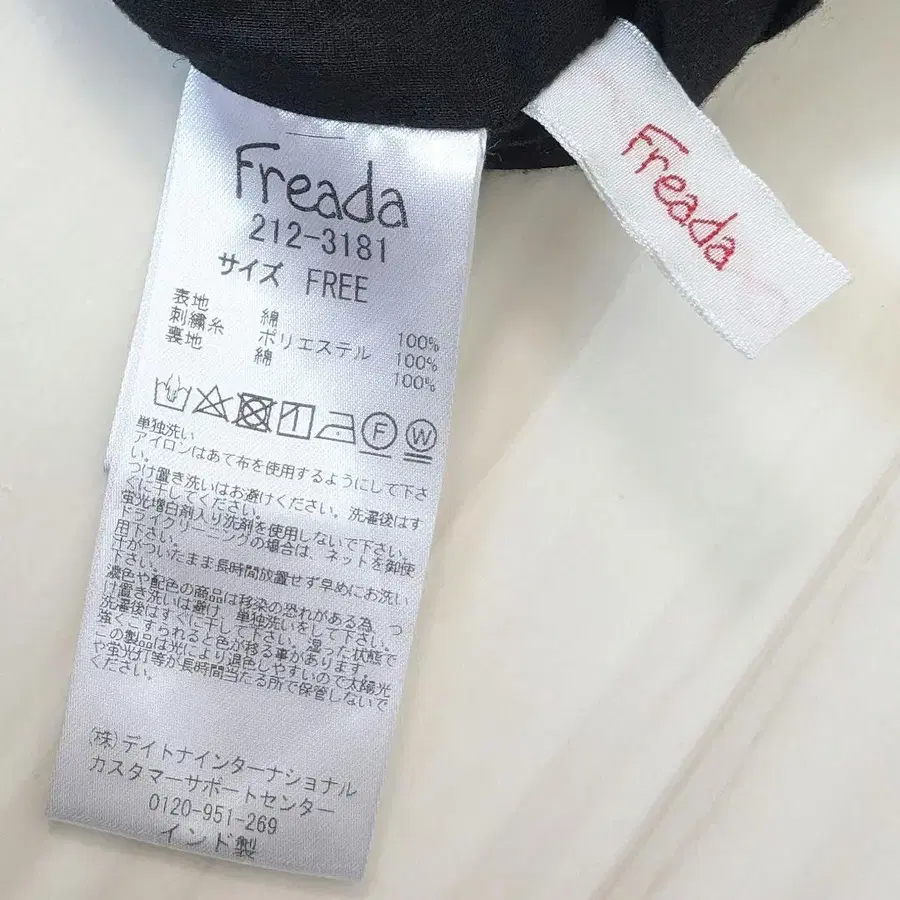 Freada
212-3181
サイズ FREE
表地 綿 100%
刺繍糸 ポリエステル 100%
裏地 綿 100%
F W
単独洗い
アイロンはあて布を使用するようにして下さ
い。
つけ置き洗いはお避けください。洗濯後はす
ぐに干してください。
蛍光増白剤入り洗剤を使用しないで下さい。
ドライクリーニングの場合は、ネットを御使
用下さい。
汗がついたまま長時間放置せず早めにお洗い
下さい。
濃色や配色の商品は移染の恐れがある為、つ
け置き洗いは避け、単独洗いをして下さい。
洗濯後はすぐに干して下さい。湿った状態で
強くこすられると色が移る事があります。
この製品は光により退色しやすいので太陽光
や蛍光灯等が長時間当たる所で保管しないで
ください。
(株)デイトナインターナショナル
カスタマーサポートセンター
0120-951-269
インド製
Freada